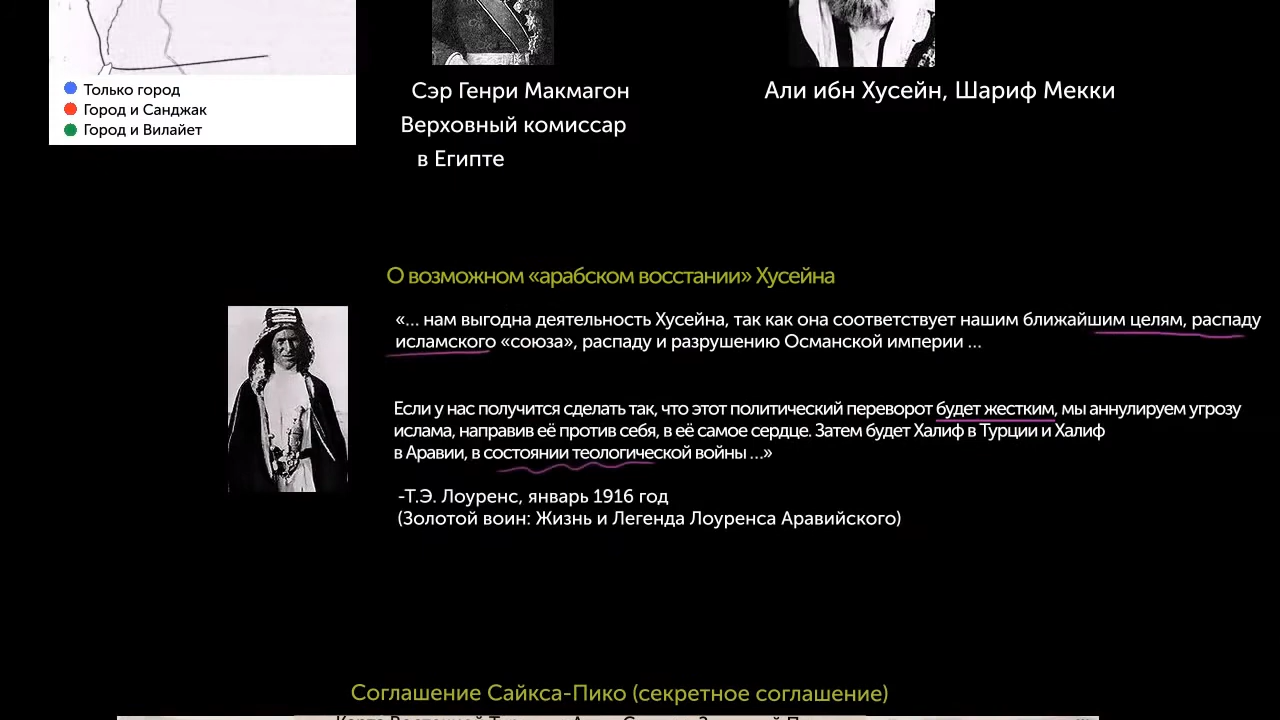 Только город
Город и Санджак
Город и Вилайет
Сэр Генри Макмагон
Верховный комиссар
в Египте
Али ибн Хусейн, Шариф Мекки
О возможном «арабском восстании» Хусейна
«... нам выгодна деятельность Хусейна, так как она соответствует нашим ближайшим целям, распаду
исламского «союза», распаду и разрушению Османской империи ...
Если у нас получится сделать так, что этот политический переворот будет жестким, мы аннулируем угрозу
ислама, направив её против себя, в её самое сердце. Затем будет Халиф в Турции и Халиф
в Аравии, в состоянии теологической войны ...»
-Т.Э. Лоуренс, январь 1916 год
(Золотой воин: Жизнь и Легенда Лоуренса Аравийского)
Соглашение Сайкса-Пико (секретное соглашение)